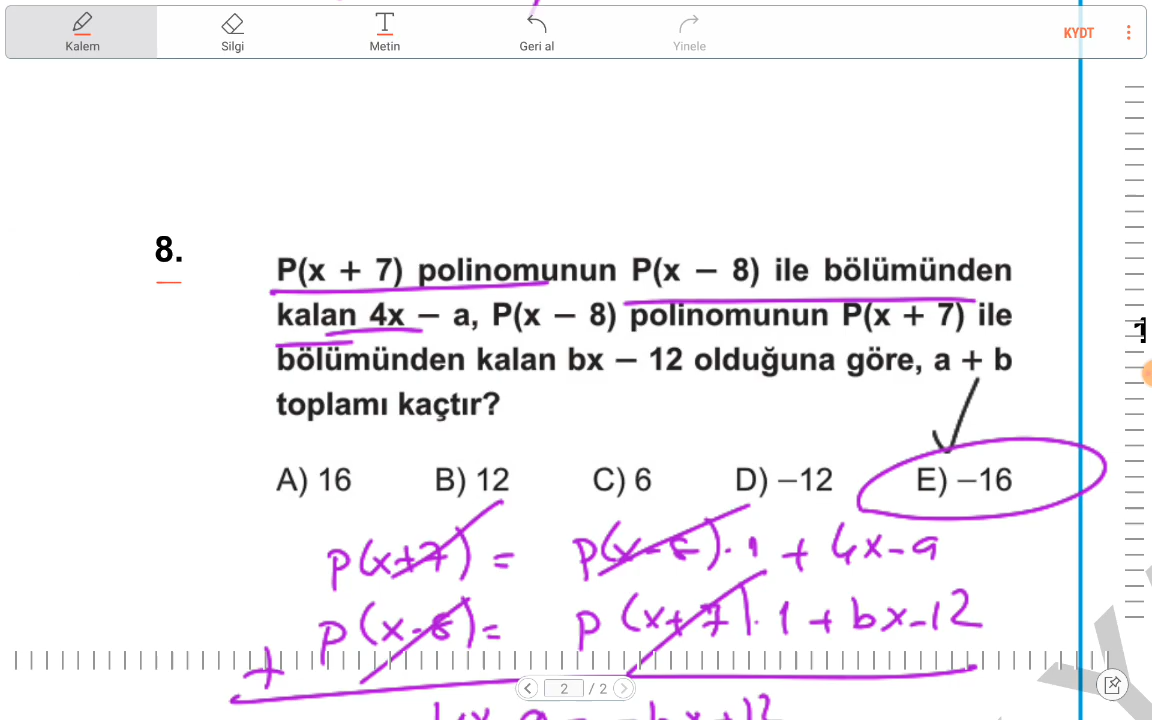 Kalem Silgi Metin Geri al Yinele KYDT
8.
P(x + 7) polinomunun P(x – 8) ile bölümünden
kalan 4x – a, P(x – 8) polinomunun P(x + 7) ile
bölümünden kalan bx – 12 olduğuna göre, a + b
toplamı kaçtır?
A) 16 B) 12 C) 6 D) –12 E) –16
p(x+7) = p(x-8).1 + 4x-a
p(x-8) = p(x+7).1 + bx-12
+
2 / 2